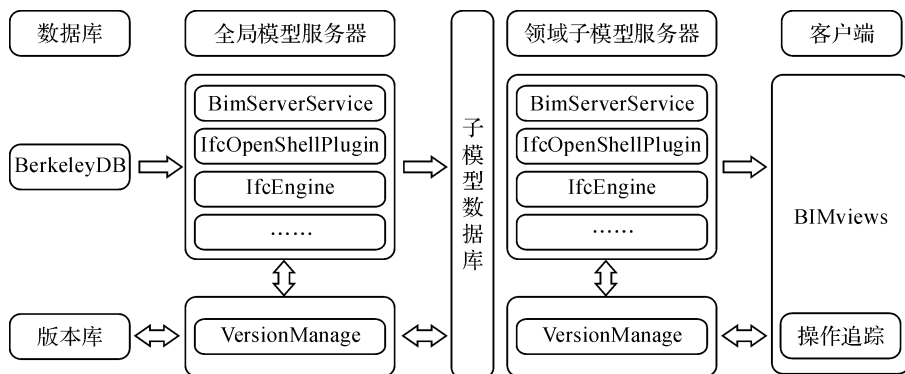 数据库
全局模型服务器
领域子模型服务器
客户端
BerkeleyDB
BimServerService
IfcOpenShellPlugin
IfcEngine
……
子模型数据库
BimServerService
IfcOpenShellPlugin
IfcEngine
……
BIMviews
版本库
VersionManage
VersionManage
操作追踪